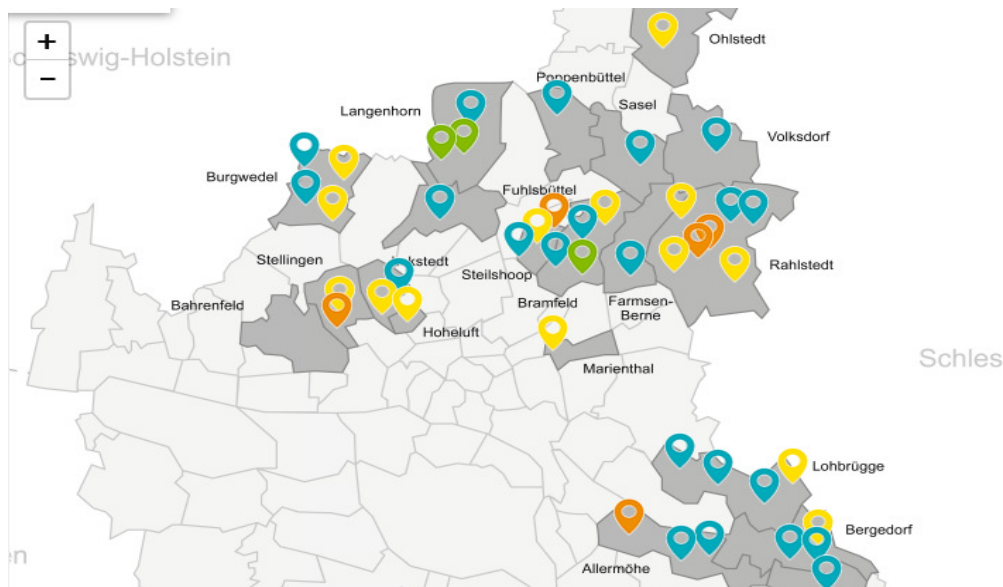 +
Ohlstedt
swig-Holstein
−
Poppenbüttel
Langenhorn
Sasel
Volksdorf
Burgwedel
Fuhlsbüttel
Stellingen
Steilshoop
Rahlstedt
Bahrenfeld
Bramfeld
Farmsen-
Berne
Hoheluft
Marienthal
Schles
Lohbrügge
Bergedorf
Allermöhe
en